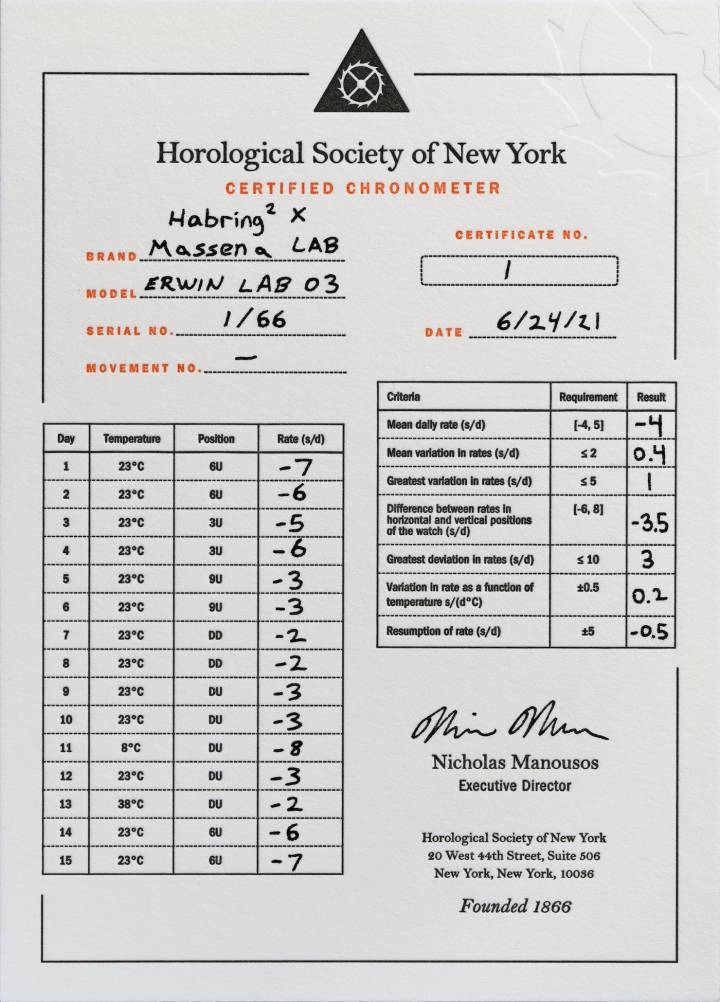 Horological Society of New York
CERTIFIED CHRONOMETER
Habring² X
BRAND Massena LAB
MODEL ERWIN LAB 03
SERIAL NO. 1/66
MOVEMENT NO. —
CERTIFICATE NO.
1
DATE 6/24/21
Day Temperature Position Rate (s/d)
1 23°C 6U -7
2 23°C 6U -6
3 23°C 3U -5
4 23°C 3U -6
5 23°C 9U -3
6 23°C 9U -3
7 23°C DD -2
8 23°C DD -2
9 23°C DU -3
10 23°C DU -3
11 8°C DU -8
12 23°C DU -3
13 38°C DU -2
14 23°C 6U -6
15 23°C 6U -7
Criteria Requirement Result
Mean daily rate (s/d) [-4, 5] -4
Mean variation in rates (s/d) ≤ 2 0.4
Greatest variation in rates (s/d) ≤ 5 1
Difference between rates in [-6, 8]
horizontal and vertical positions -3.5
of the watch (s/d)
Greatest deviation in rates (s/d) ≤ 10 3
Variation in rate as a function of ±0.5 0.2
temperature s/(d°C)
Resumption of rate (s/d) ±5 -0.5
Nicholas Manousos
Executive Director
Horological Society of New York
20 West 44th Street, Suite 506
New York, New York, 10036
Founded 1866